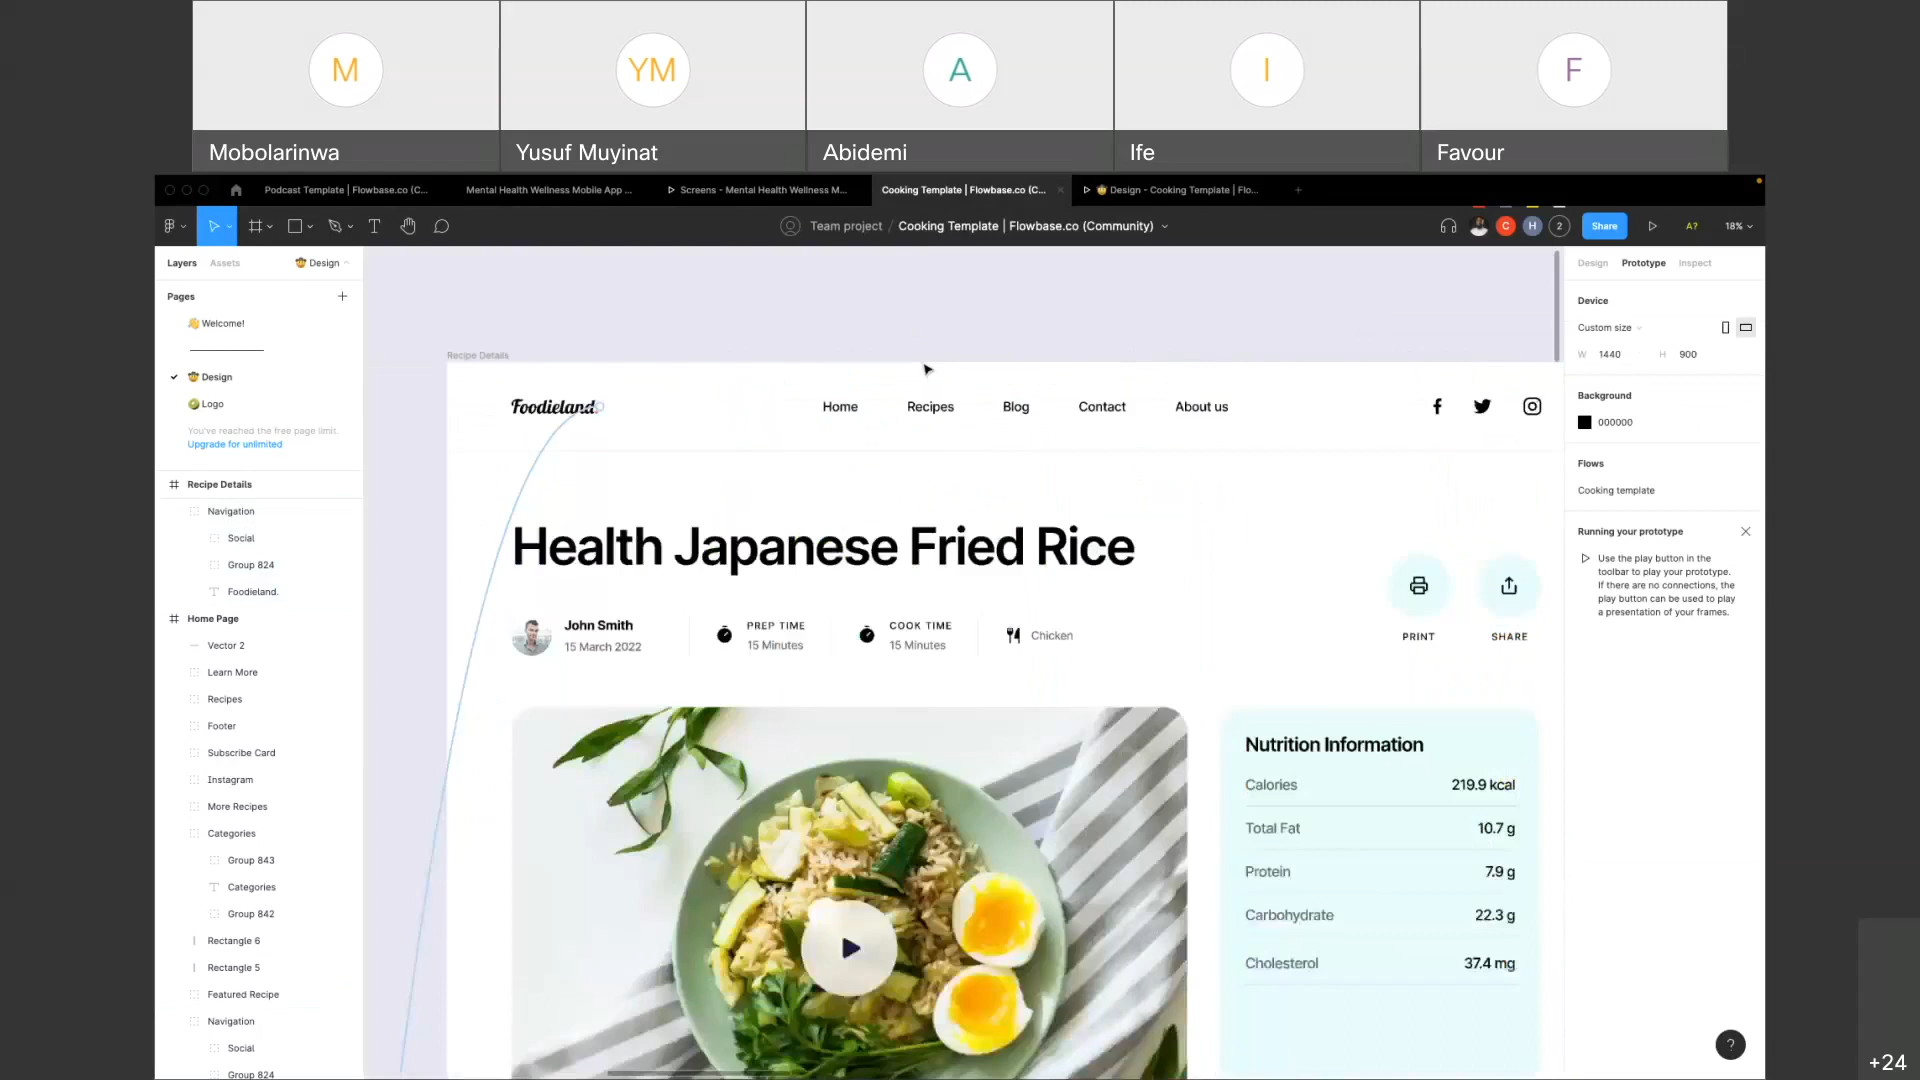 M
YM
A
I
F
Mobolarinwa
Yusuf Muyinat
Abidemi
Ife
Favour
Podcast Template | Flowbase.co (C...
Mental Health Wellness Mobile App ...
Screens - Mental Health Wellness M...
Cooking Template | Flowbase.co (C...
Design - Cooking Template | Flo...
Team project / Cooking Template | Flowbase.co (Community)
C
H
2
Share
A?
18%
Layers
Assets
Design
Pages
Welcome!
Design
Logo
You've reached the free page limit.
Upgrade for unlimited
Recipe Details
Navigation
Social
Group 824
Foodieland.
Home Page
Vector 2
Learn More
Recipes
Footer
Subscribe Card
Instagram
More Recipes
Categories
Group 843
Categories
Group 842
Rectangle 6
Rectangle 5
Featured Recipe
Navigation
Social
Group 824
Recipe Details
Foodieland.
Home
Recipes
Blog
Contact
About us
Health Japanese Fried Rice
John Smith
15 March 2022
PREP TIME
15 Minutes
COOK TIME
15 Minutes
Chicken
PRINT
SHARE
Nutrition Information
Calories 219.9 kcal
Total Fat 10.7 g
Protein 7.9 g
Carbohydrate 22.3 g
Cholesterol 37.4 mg
Design
Prototype
Inspect
Device
Custom size
W 1440 H 900
Background
000000
Flows
Cooking template
Running your prototype
Use the play button in the
toolbar to play your prototype.
If there are no connections, the
play button can be used to play
a presentation of your frames.
?
+24